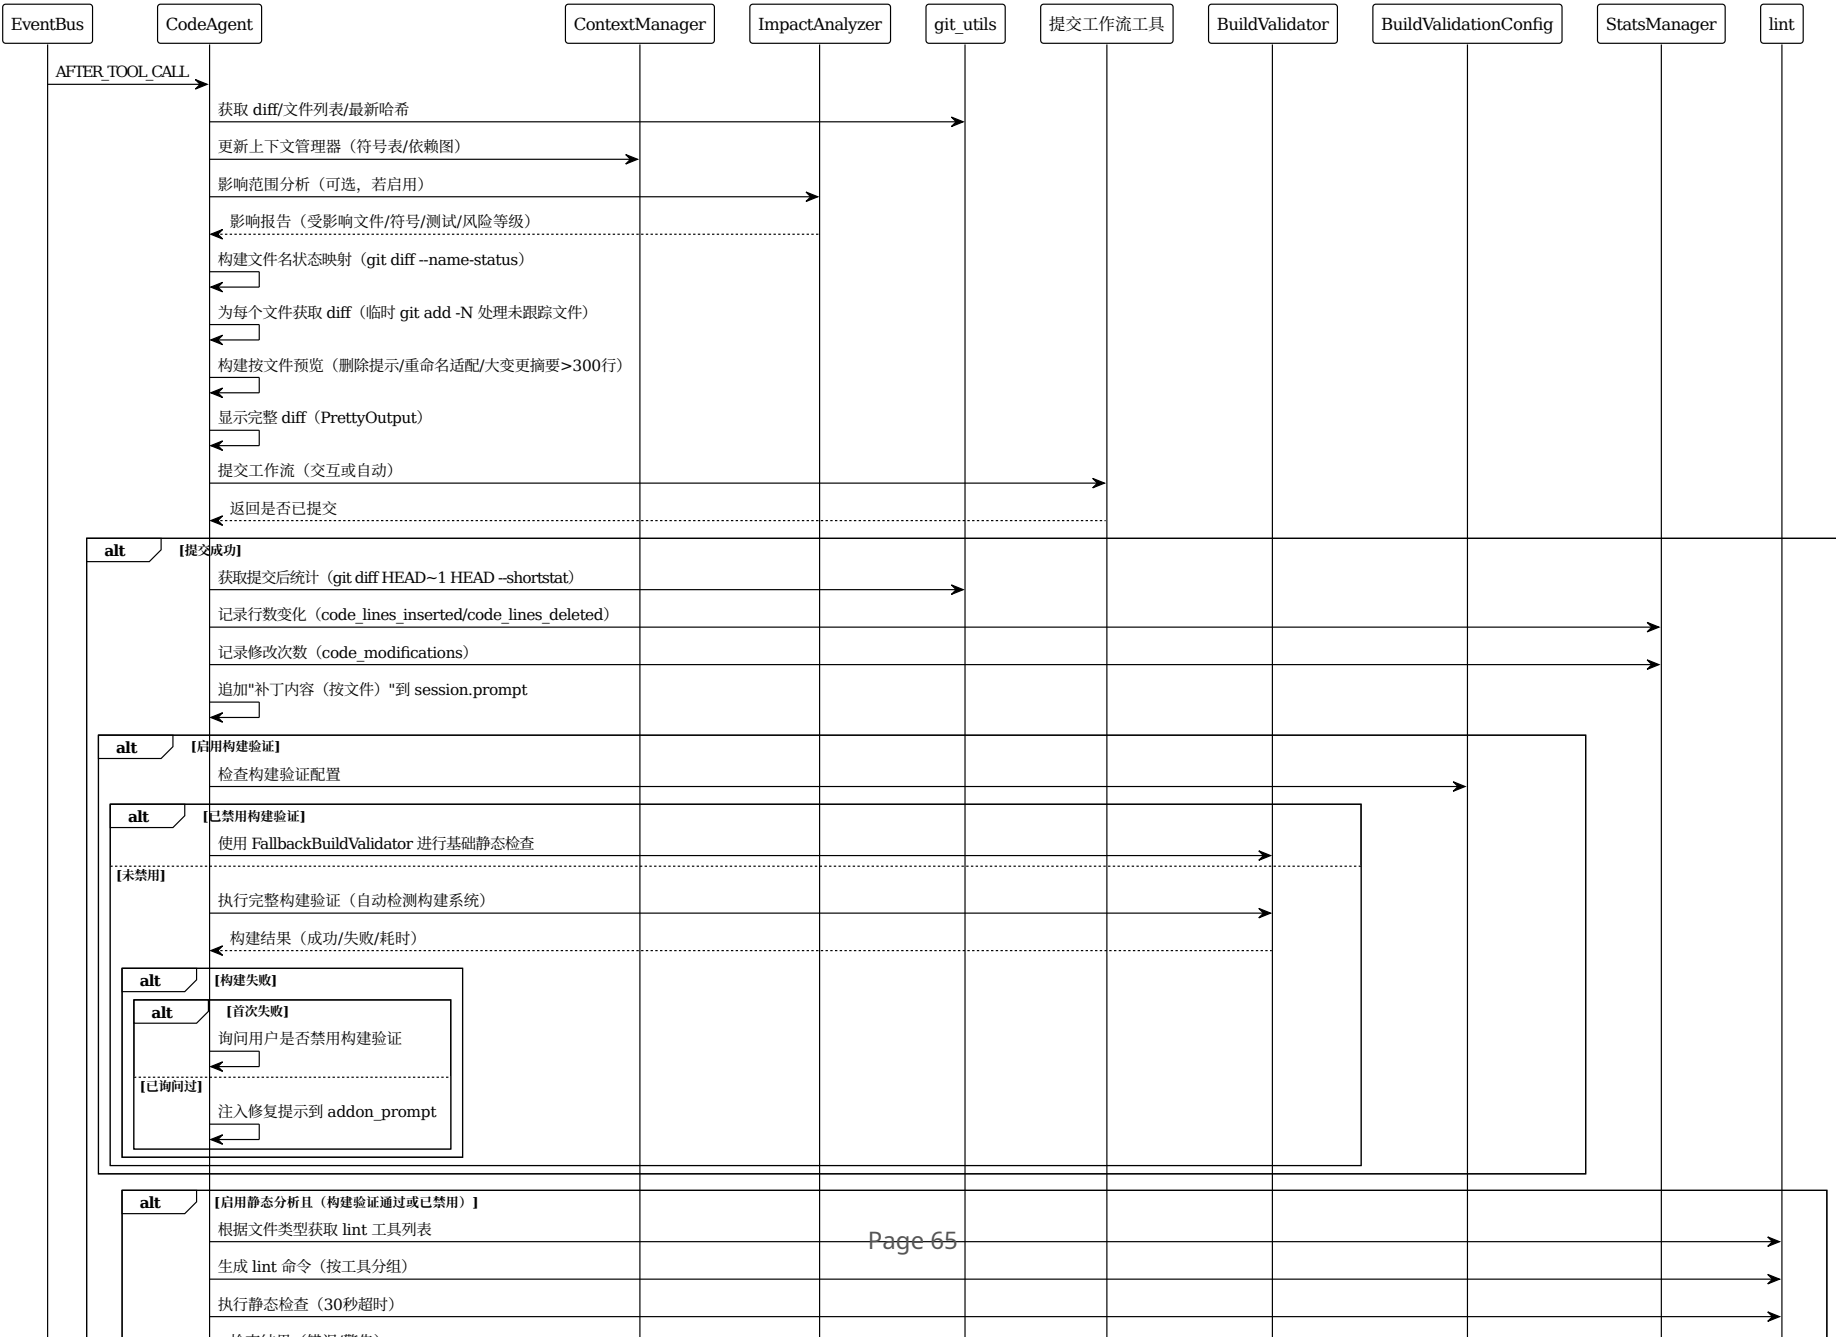 EventBus CodeAgent ContextManager ImpactAnalyzer git_utils 提交工作流工具 BuildValidator BuildValidationConfig StatsManager lint
AFTER_TOOL_CALL
获取 diff/文件列表/最新哈希
更新上下文管理器（符号表/依赖图）
影响范围分析（可选，若启用）
影响报告（受影响文件/符号/测试/风险等级）
构建文件名状态映射（git diff --name-status）
为每个文件获取 diff（临时 git add -N 处理未跟踪文件）
构建按文件预览（删除提示/重命名适配/大变更摘要>300行）
显示完整 diff（PrettyOutput）
提交工作流（交互或自动）
返回是否已提交
alt [提交成功]
获取提交后统计（git diff HEAD~1 HEAD --shortstat）
记录行数变化（code_lines_inserted/code_lines_deleted）
记录修改次数（code_modifications）
追加"补丁内容（按文件）"到 session.prompt
alt [启用构建验证]
检查构建验证配置
alt [已禁用构建验证]
使用 FallbackBuildValidator 进行基础静态检查
[未禁用]
执行完整构建验证（自动检测构建系统）
构建结果（成功/失败/耗时）
alt [构建失败]
alt [首次失败]
询问用户是否禁用构建验证
[已询问过]
注入修复提示到 addon_prompt
alt [启用静态分析且（构建验证通过或已禁用）]
根据文件类型获取 lint 工具列表
Page 65
生成 lint 命令（按工具分组）
执行静态检查（30秒超时）